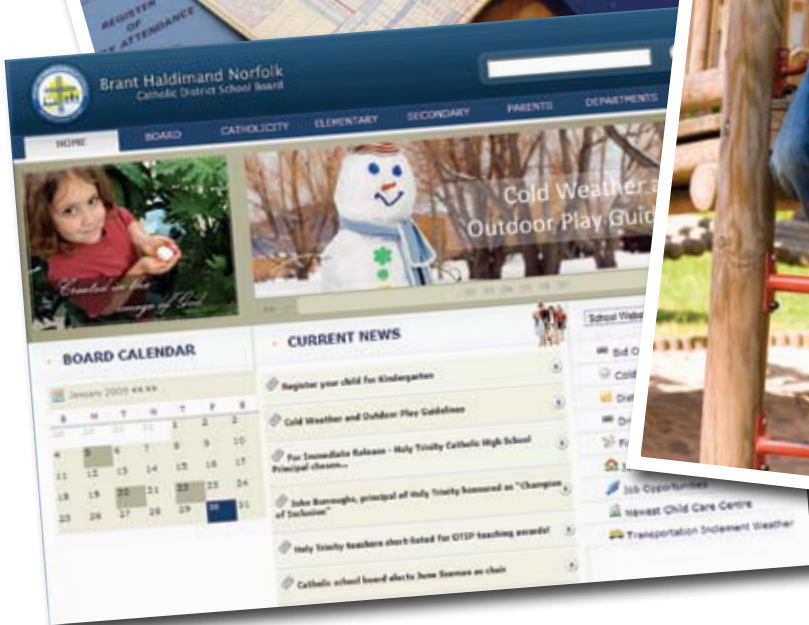 REGISTER
OF
ATTENDANCE
Brant Haldimand Norfolk
Catholic District School Board
HOME BOARD CATHOLICITY ELEMENTARY SECONDARY PARENTS DEPARTMENTS
Cold Weather a
Outdoor Play Guid
Created in the
image of God
BOARD CALENDAR
January 2009
S M T W T F S
1 2 3
4 5 6 7 8 9 10
11 12 13 14 15 16 17
18 19 20 21 22 23 24
25 26 27 28 29 30 31
CURRENT NEWS
Register your child for Kindergarten
Cold Weather and Outdoor Play Guidelines
For Immediate Release - Holy Trinity Catholic High School
Principal chosen...
John Burroughs, principal of Holy Trinity honoured as "Champion
of Inclusion"
Holy Trinity teachers short-listed for OTIP teaching awards!
Catholic school board elects June Szeman as chair
School Webs
Bid O
Cold
Job Opportunities
Newest Child Care Centre
Transportation Inclement Weather